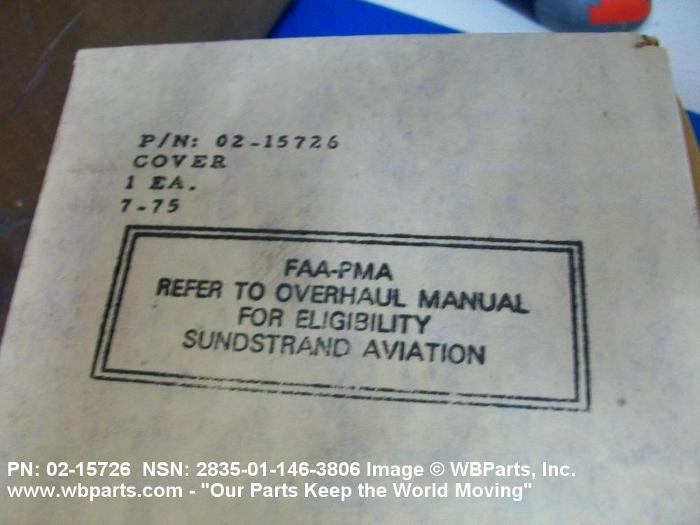 P/N: 02-15726
COVER
1 EA.
7-75
FAA-PMA
REFER TO OVERHAUL MANUAL
FOR ELIGIBILITY
SUNDSTRAND AVIATION
PN: 02-15726 NSN: 2835-01-146-3806 Image © WBParts, Inc.
www.wbparts.com - "Our Parts Keep the World Moving"